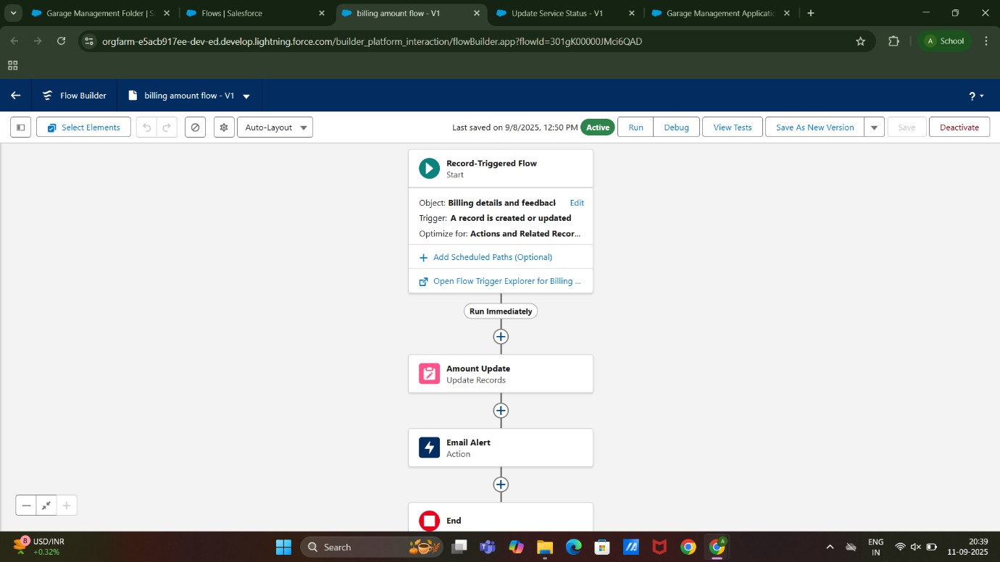 Garage Management Folder | S
Flows | Salesforce
billing amount flow - V1
Update Service Status - V1
Garage Management Applicatio
orgfarm-e5acb917ee-dev-ed.develop.lightning.force.com/builder_platform_interaction/flowBuilder.app?flowId=301gK00000JMci6QAD
A School
Flow Builder
billing amount flow - V1
?
Select Elements
Auto-Layout
Last saved on 9/8/2025, 12:50 PM
Active
Run
Debug
View Tests
Save As New Version
Save
Deactivate
Record-Triggered Flow
Start
Object: Billing details and feedback
Edit
Trigger: A record is created or updated
Optimize for: Actions and Related Recor...
Add Scheduled Paths (Optional)
Open Flow Trigger Explorer for Billing ...
Run Immediately
Amount Update
Update Records
Email Alert
Action
End
8
USD/INR
+0.32%
Search
ENG
IN
20:39
11-09-2025